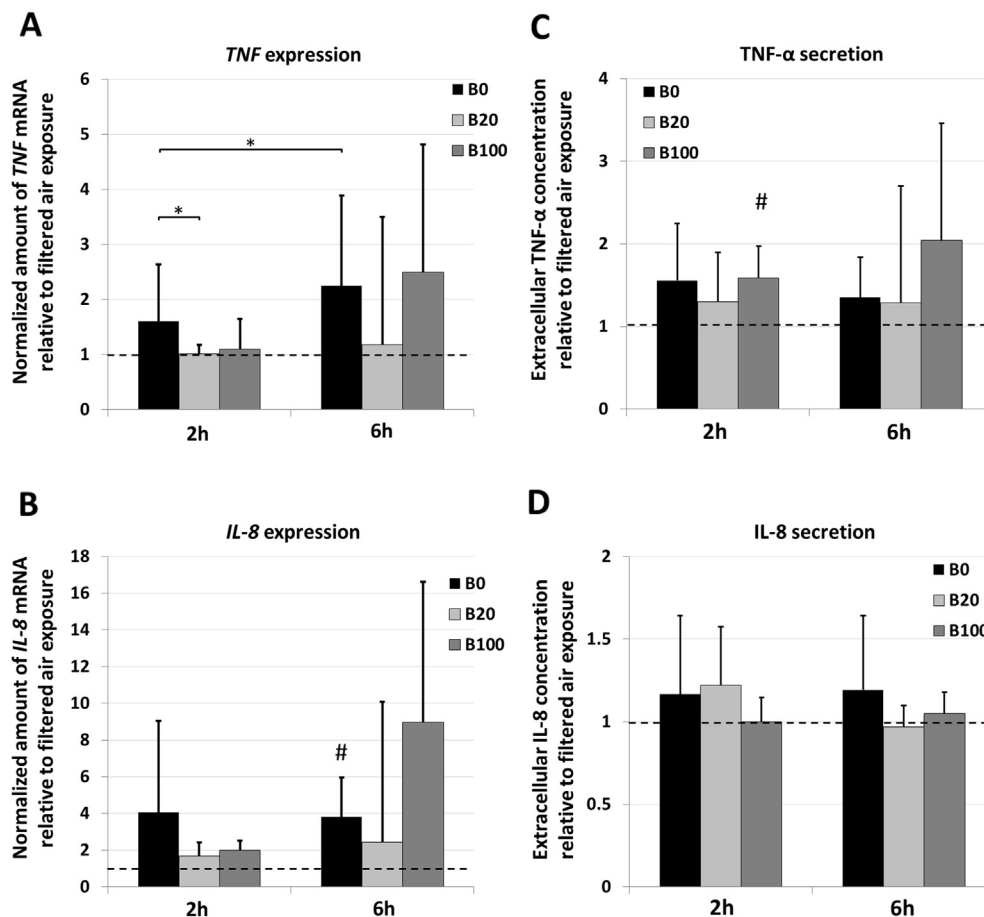 A
TNF expression
Normalized amount of TNF mRNA
relative to filtered air exposure
6
5
4
3
2
1
0
B0
B20
B100
*
*
2h
6h
C
TNF-α secretion
Extracellular TNF-α concentration
relative to filtered air exposure
4
3
2
1
0
B0
B20
B100
#
2h
6h
B
IL-8 expression
Normalized amount of IL-8 mRNA
relative to filtered air exposure
18
16
14
12
10
8
6
4
2
0
B0
B20
B100
#
2h
6h
D
IL-8 secretion
Extracellular IL-8 concentration
relative to filtered air exposure
2
1.5
1
0.5
0
B0
B20
B100
2h
6h